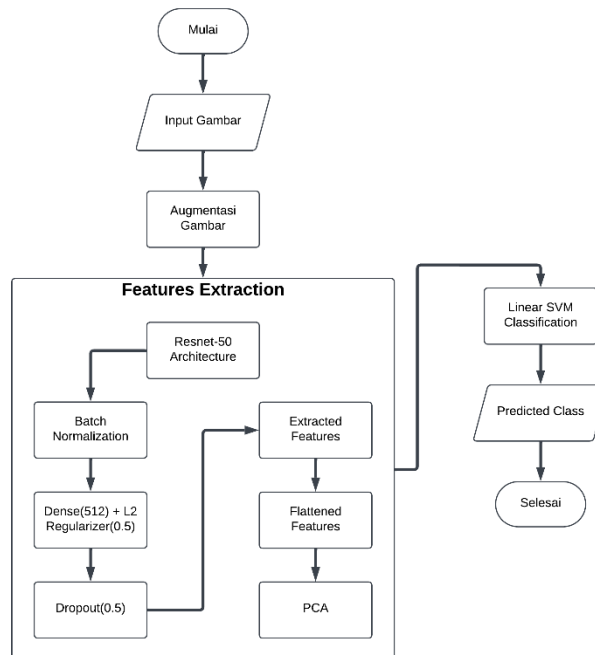 Mulai
Input Gambar
Augmentasi
Gambar
Features Extraction
Resnet-50
Architecture
Batch
Normalization
Dense(512) + L2
Regularizer(0.5)
Dropout(0.5)
Extracted
Features
Flattened
Features
PCA
Linear SVM
Classification
Predicted Class
Selesai